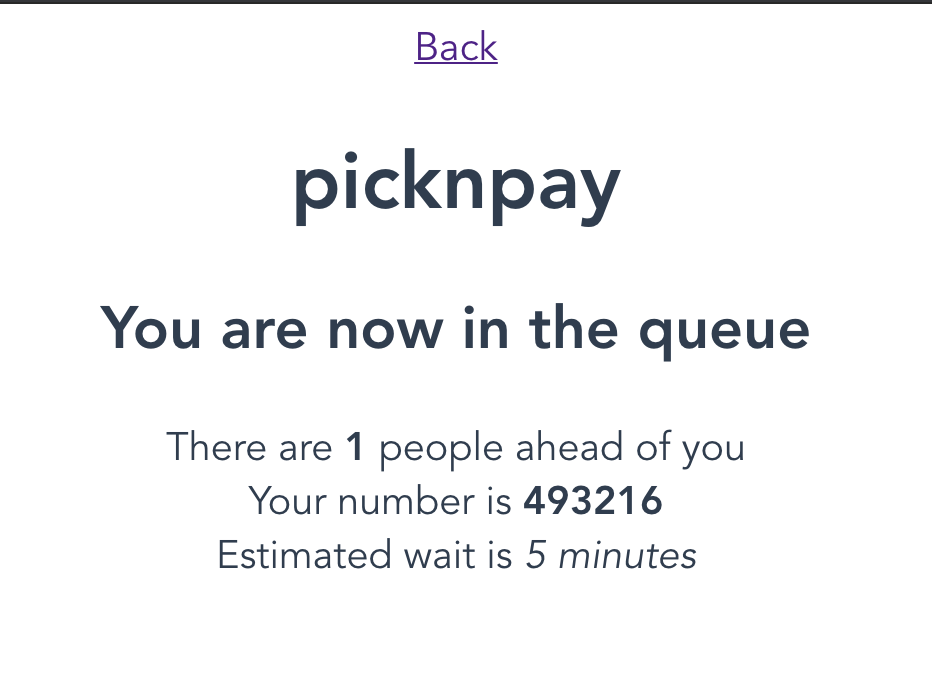 Back
picknpay
You are now in the queue
There are 1 people ahead of you
Your number is 493216
Estimated wait is 5 minutes